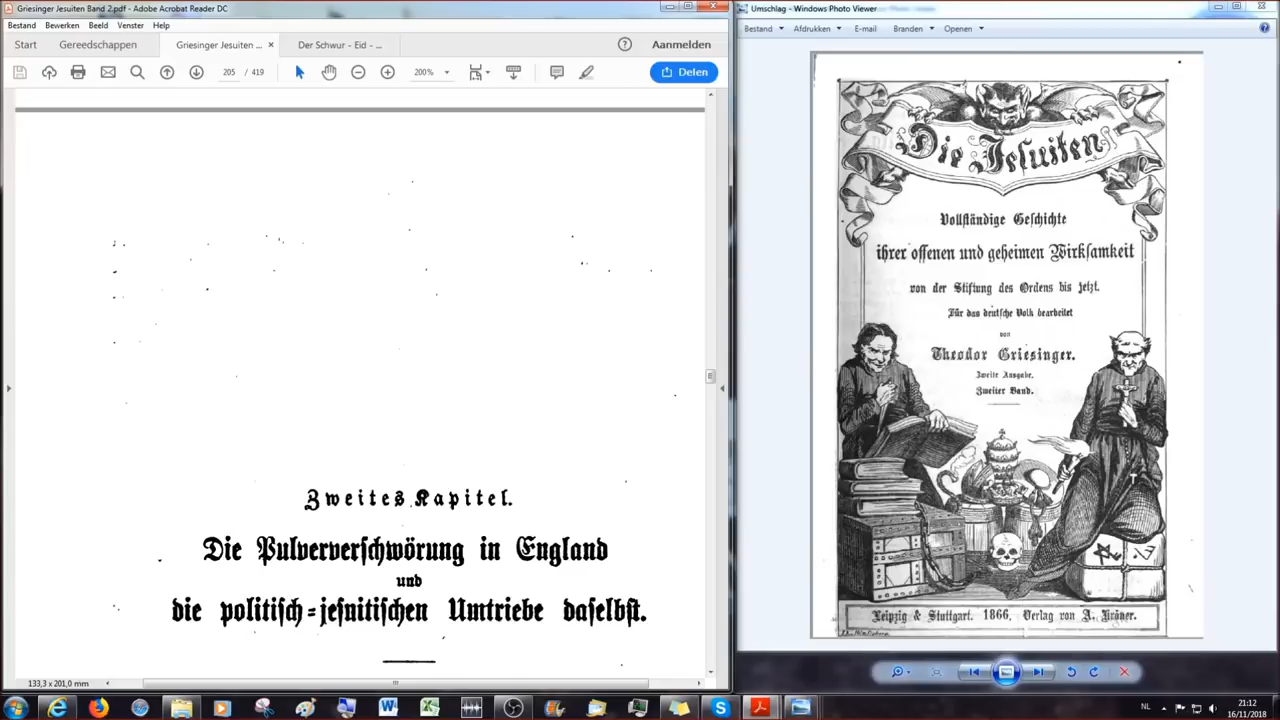 Griesinger Jesuiten Band 2.pdf - Adobe Acrobat Reader DC
Bestand Bewerken Beeld Venster Help
Start Gereedschappen Griesinger Jesuiten ... × Der Schwur - Eid - ... Aanmelden
205 / 419 200% Delen
Zweites Kapitel.
Die Pulververschwörung in England
und
die politisch=jesuitischen Umtriebe daselbst.
133,3 x 201,0 mm
Umschlag - Windows Photo Viewer
Bestand Afdrukken E-mail Branden Openen
Die Jesuiten
Vollständige Geschichte
ihrer offenen und geheimen Wirksamkeit
von der Stiftung des Ordens bis jetzt.
Für das deutsche Volk bearbeitet
von
Theodor Griesinger.
Zweite Ausgabe.
Zweiter Band.
Leipzig & Stuttgart. 1866. Verlag von A. Kröner.
NL 21:12
16/11/2018